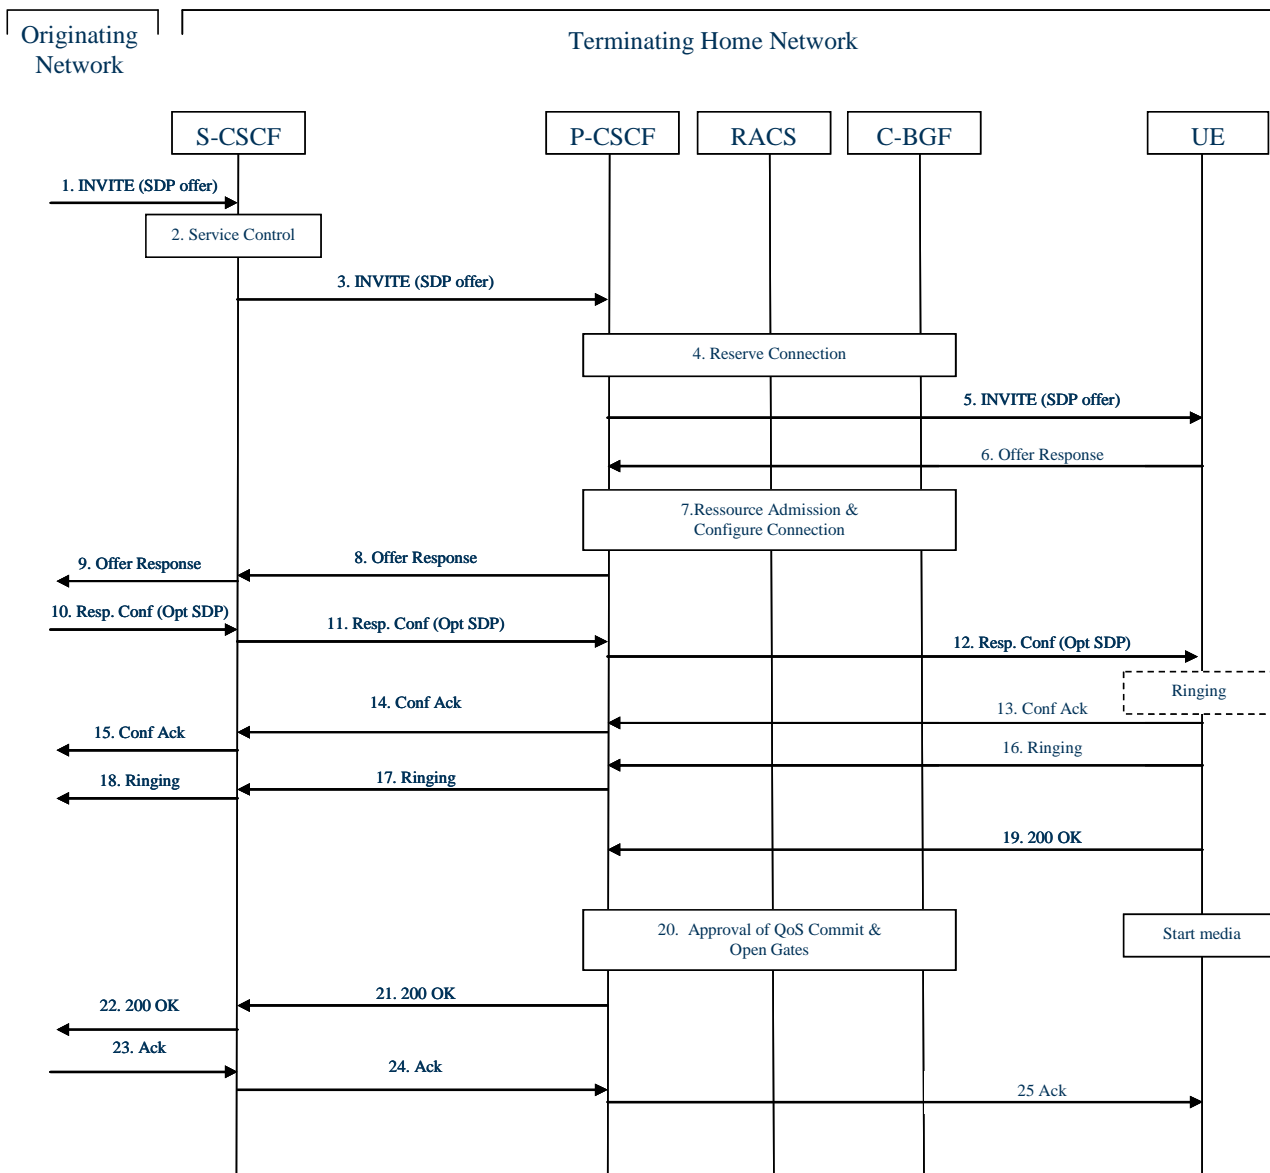 Originating
Network
Terminating Home Network
S-CSCF
P-CSCF
RACS
C-BGF
UE
1. INVITE (SDP offer)
2. Service Control
3. INVITE (SDP offer)
4. Reserve Connection
5. INVITE (SDP offer)
6. Offer Response
7.Ressource Admission &
Configure Connection
8. Offer Response
9. Offer Response
10. Resp. Conf (Opt SDP)
11. Resp. Conf (Opt SDP)
12. Resp. Conf (Opt SDP)
Ringing
13. Conf Ack
14. Conf Ack
15. Conf Ack
16. Ringing
17. Ringing
18. Ringing
19. 200 OK
20. Approval of QoS Commit &
Open Gates
Start media
21. 200 OK
22. 200 OK
23. Ack
24. Ack
25 Ack